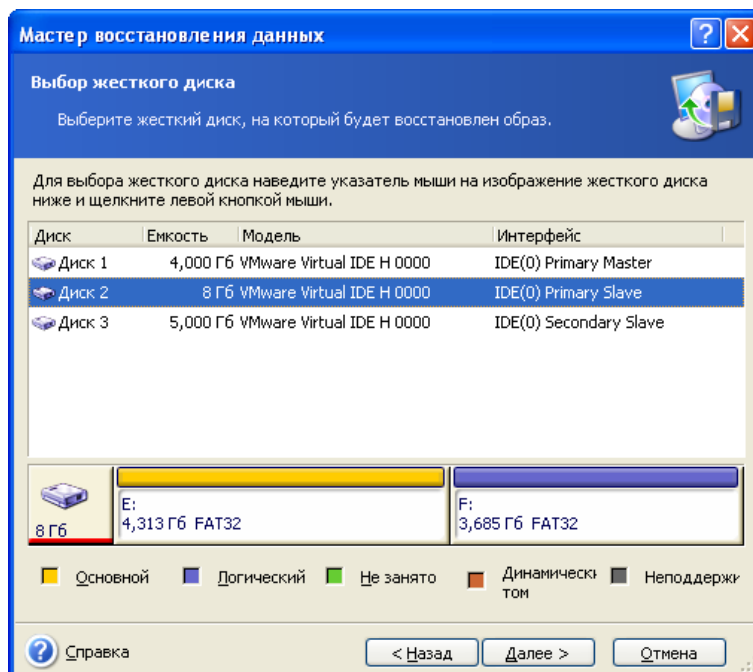 Мастер восстановления данных
Выбор жесткого диска
Выберите жесткий диск, на который будет восстановлен образ.
Для выбора жесткого диска наведите указатель мыши на изображение жесткого диска
ниже и щелкните левой кнопкой мыши.
Диск Емкость Модель Интерфейс
Диск 1 4,000 Гб VMware Virtual IDE H 0000 IDE(0) Primary Master
Диск 2 8 Гб VMware Virtual IDE H 0000 IDE(0) Primary Slave
Диск 3 5,000 Гб VMware Virtual IDE H 0000 IDE(0) Secondary Slave
E: F:
8 Гб 4,313 Гб FAT32 3,685 Гб FAT32
Основной Логический Не занято Динамически том Неподдержи
Справка < Назад Далее > Отмена